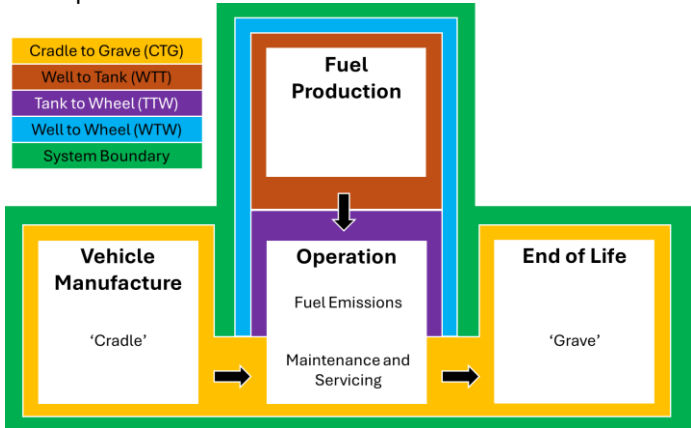 Cradle to Grave (CTG)
Well to Tank (WTT)
Tank to Wheel (TTW)
Well to Wheel (WTW)
System Boundary
Fuel
Production
Vehicle
Manufacture
'Cradle'
Operation
Fuel Emissions
Maintenance and
Servicing
End of Life
'Grave'